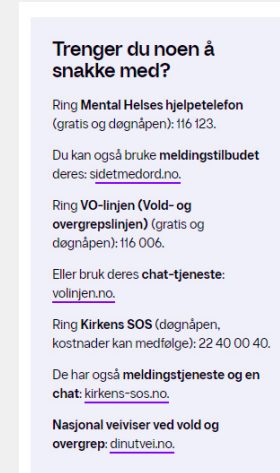 Trenger du noen å
snakke med?
Ring Mental Helses hjelpetelefon
(gratis og døgnåpen): 116 123.
Du kan også bruke meldingstilbudet
deres: sidetmedord.no.
Ring VO-linjen (Vold- og
overgrepslinjen) (gratis og
døgnåpen): 116 006.
Eller bruk deres chat-tjeneste:
volinjen.no.
Ring Kirkens SOS (døgnåpen,
kostnader kan medfølge): 22 40 00 40.
De har også meldingstjeneste og en
chat: kirkens-sos.no.
Nasjonal veiviser ved vold og
overgrep: dinutvei.no.